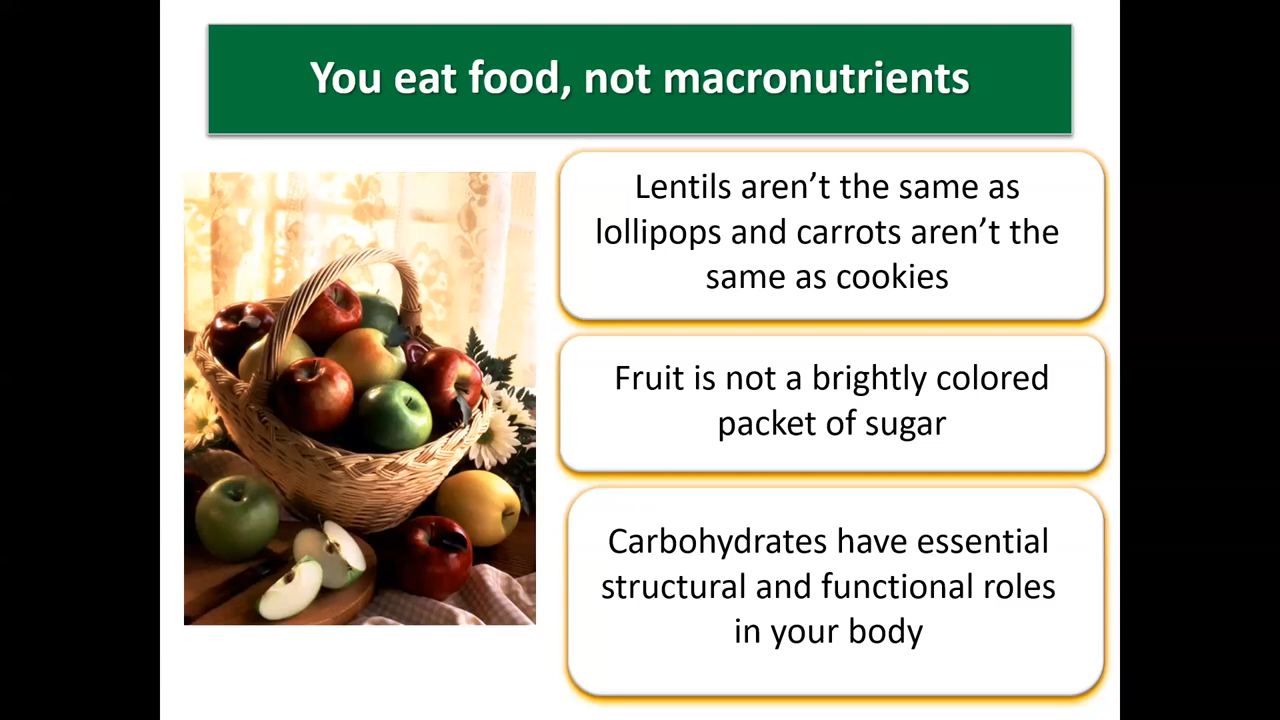 You eat food, not macronutrients
Lentils aren’t the same as
lollipops and carrots aren’t the
same as cookies
Fruit is not a brightly colored
packet of sugar
Carbohydrates have essential
structural and functional roles
in your body